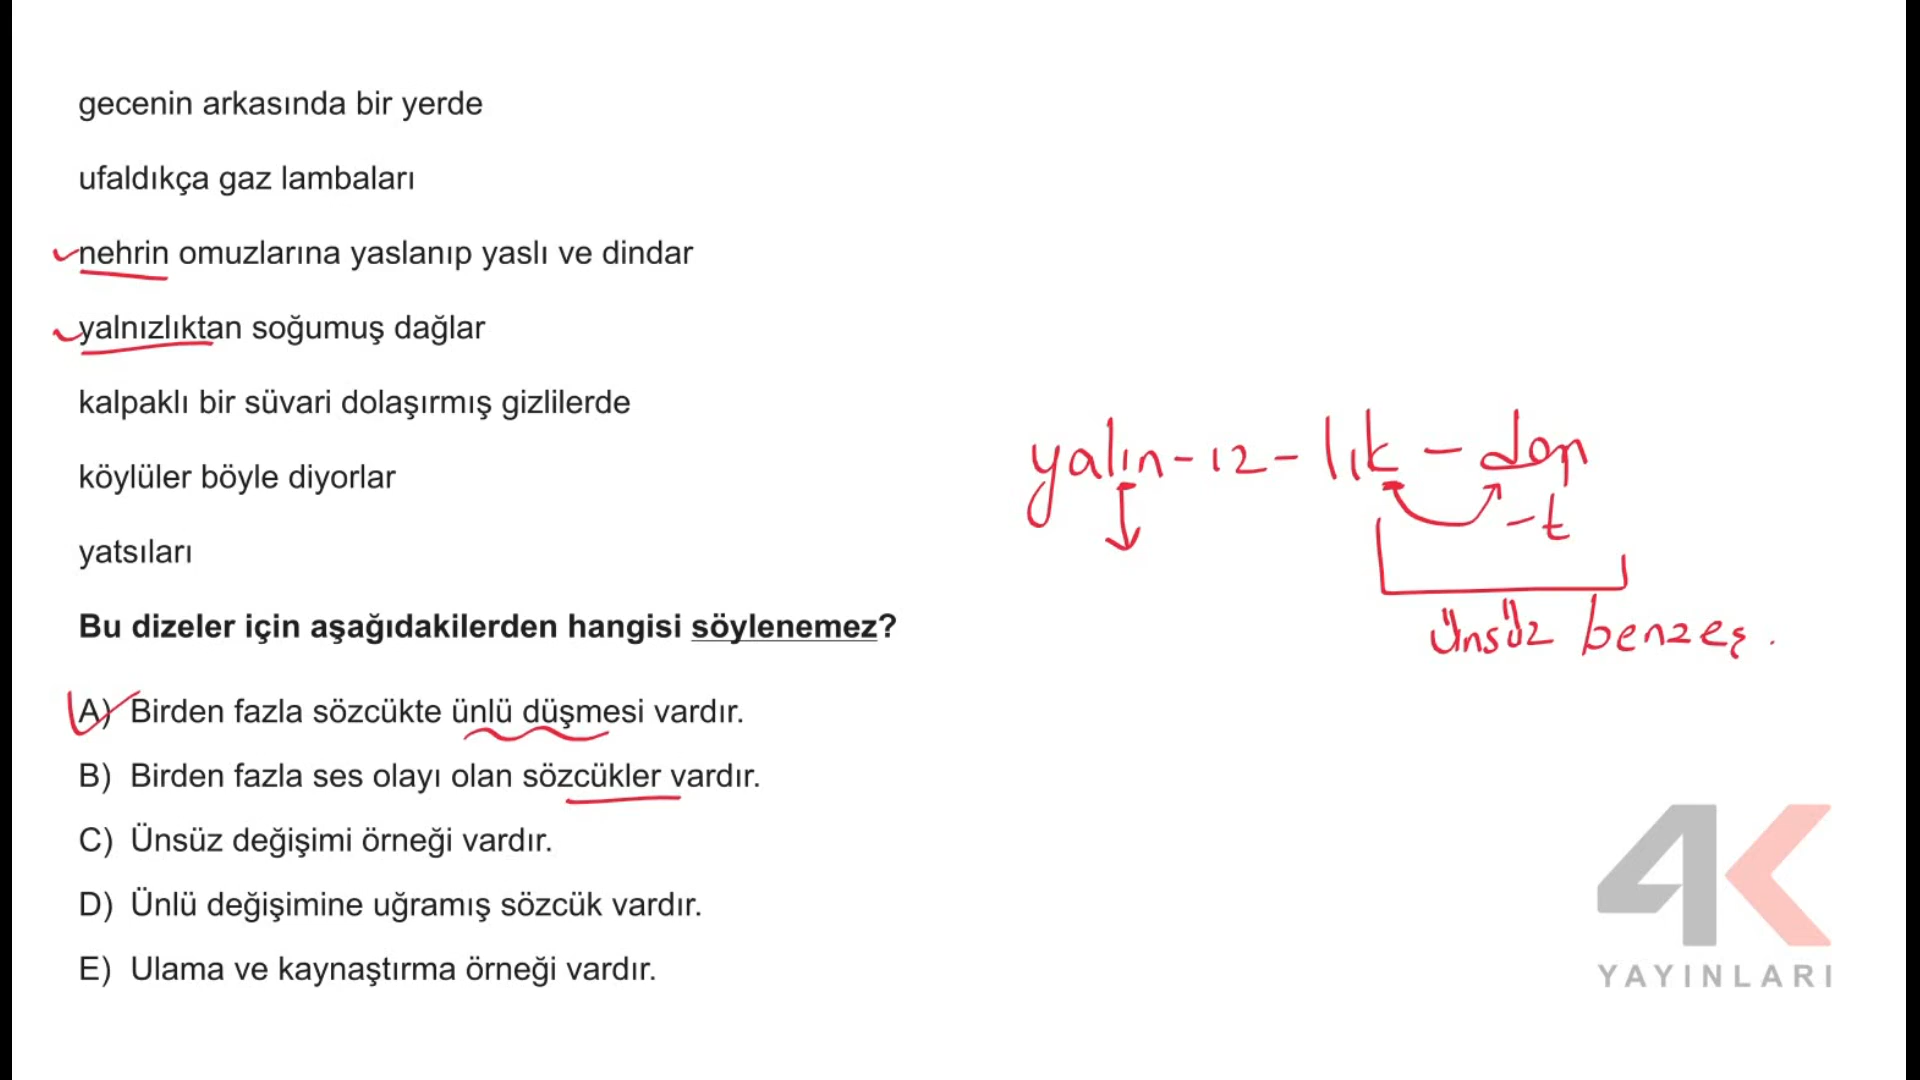 gecenin arkasında bir yerde
ufaldıkça gaz lambaları
nehrin omuzlarına yaslanıp yaslı ve dindar
yalnızlıktan soğumuş dağlar
kalpaklı bir süvari dolaşırmış gizlilerde
köylüler böyle diyorlar
yatsıları
Bu dizeler için aşağıdakilerden hangisi söylenemez?
A) Birden fazla sözcükte ünlü düşmesi vardır.
B) Birden fazla ses olayı olan sözcükler vardır.
C) Ünsüz değişimi örneği vardır.
D) Ünlü değişimine uğramış sözcük vardır.
E) Ulama ve kaynaştırma örneği vardır.
yalın-ız-lık-dan
-t
Ünsüz benzeş.
4K
YAYINLARI